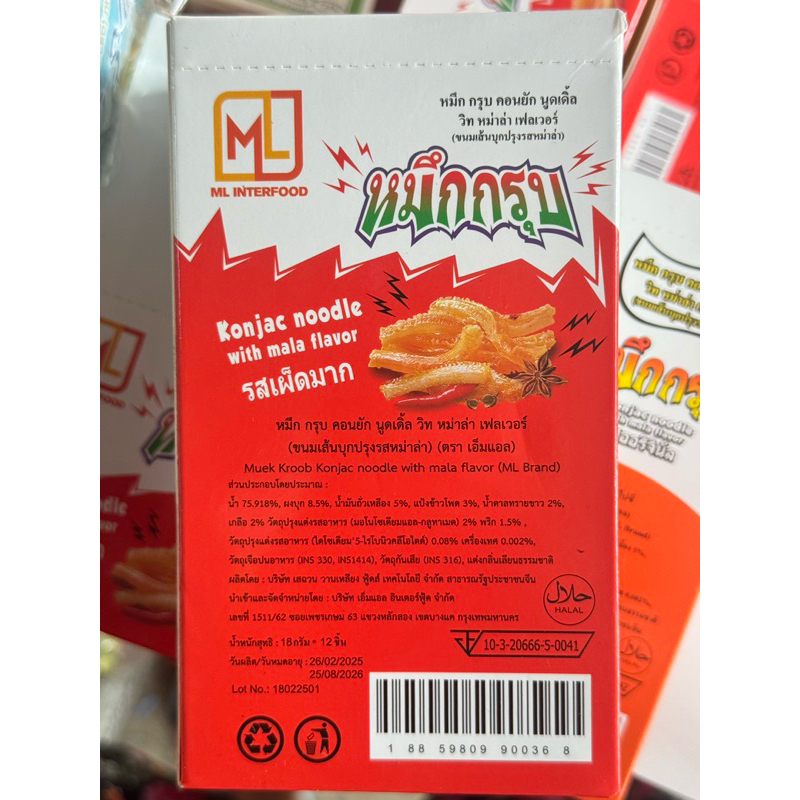 ML
ML INTERFOOD
หมึก กรุบ คอนยัก นูดเดิ้ล
วิท หม่าล่า เฟลเวอร์
(ขนมเส้นบุกปรุงรสหม่าล่า)
หมึกกรุบ
Konjac noodle
with mala flavor
รสเผ็ดมาก
หมึก กรุบ คอนยัก นูดเดิ้ล วิท หม่าล่า เฟลเวอร์
(ขนมเส้นบุกปรุงรสหม่าล่า) (ตรา เอ็มแอล)
Muek Kroob Konjac noodle with mala flavor (ML Brand)
ส่วนประกอบโดยประมาณ :
น้ำ 75.918%, ผงบุก 8.5%, น้ำมันถั่วเหลือง 5%, แป้งข้าวโพด 3%, น้ำตาลทรายขาว 2%,
เกลือ 2% วัตถุปรุงแต่งรสอาหาร (มอโนโซเดียมแอล-กลูทาเมต) 2% พริก 1.5% ,
วัตถุปรุงแต่งรสอาหาร (ไดโซเดียม'5-ไรโบนิวคลีโอไตด์) 0.08% เครื่องเทศ 0.002%,
วัตถุเจือปนอาหาร (INS 330, INS1414), วัตถุกันเสีย (INS 316), แต่งกลิ่นเลียนธรรมชาติ
ผลิตโดย : บริษัท เสฉวน วานเหลียง ฟู้ดส์ เทคโนโลยี จำกัด สาธารณรัฐประชาชนจีน
นำเข้าและจัดจำหน่ายโดย : บริษัท เอ็มแอล อินเตอร์ฟู้ด จำกัด
เลขที่ 1511/62 ซอยเพชรเกษม 63 แขวงหลักสอง เขตบางแค กรุงเทพมหานคร
حلال
HALAL
น้ำหนักสุทธิ : 18กรัม * 12ชิ้น
10-3-20666-5-0041
วันผลิต/วันหมดอายุ : 26/02/2025
25/08/2026
Lot No.: 18022501
1 88 59809 90036 8